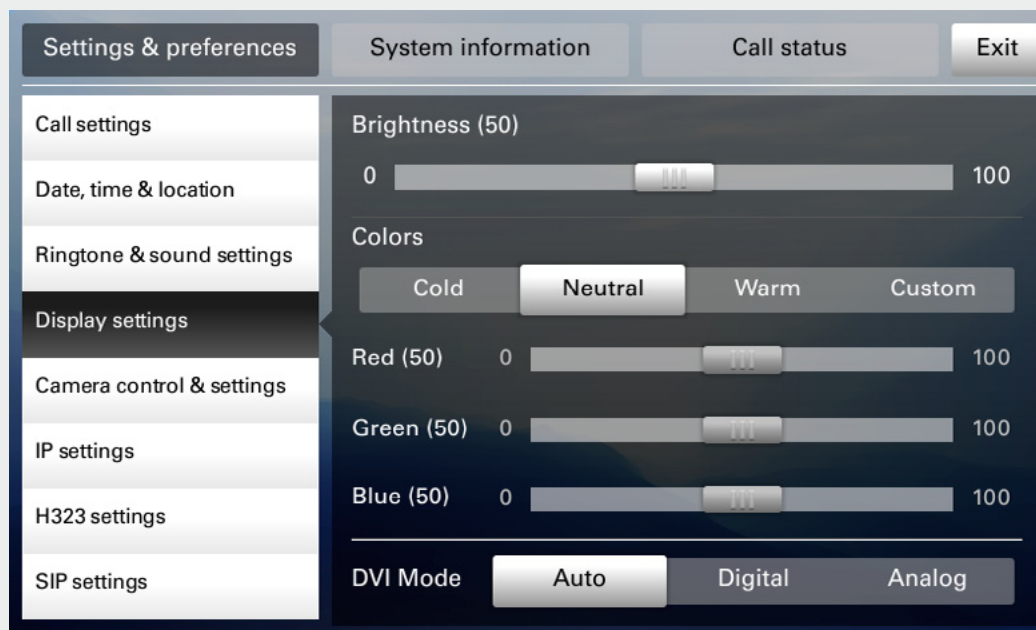 Settings & preferences System information Call status Exit
Call settings
Date, time & location
Ringtone & sound settings
Display settings
Camera control & settings
IP settings
H323 settings
SIP settings
Brightness (50)
0 100
Colors
Cold Neutral Warm Custom
Red (50) 0 100
Green (50) 0 100
Blue (50) 0 100
DVI Mode Auto Digital Analog